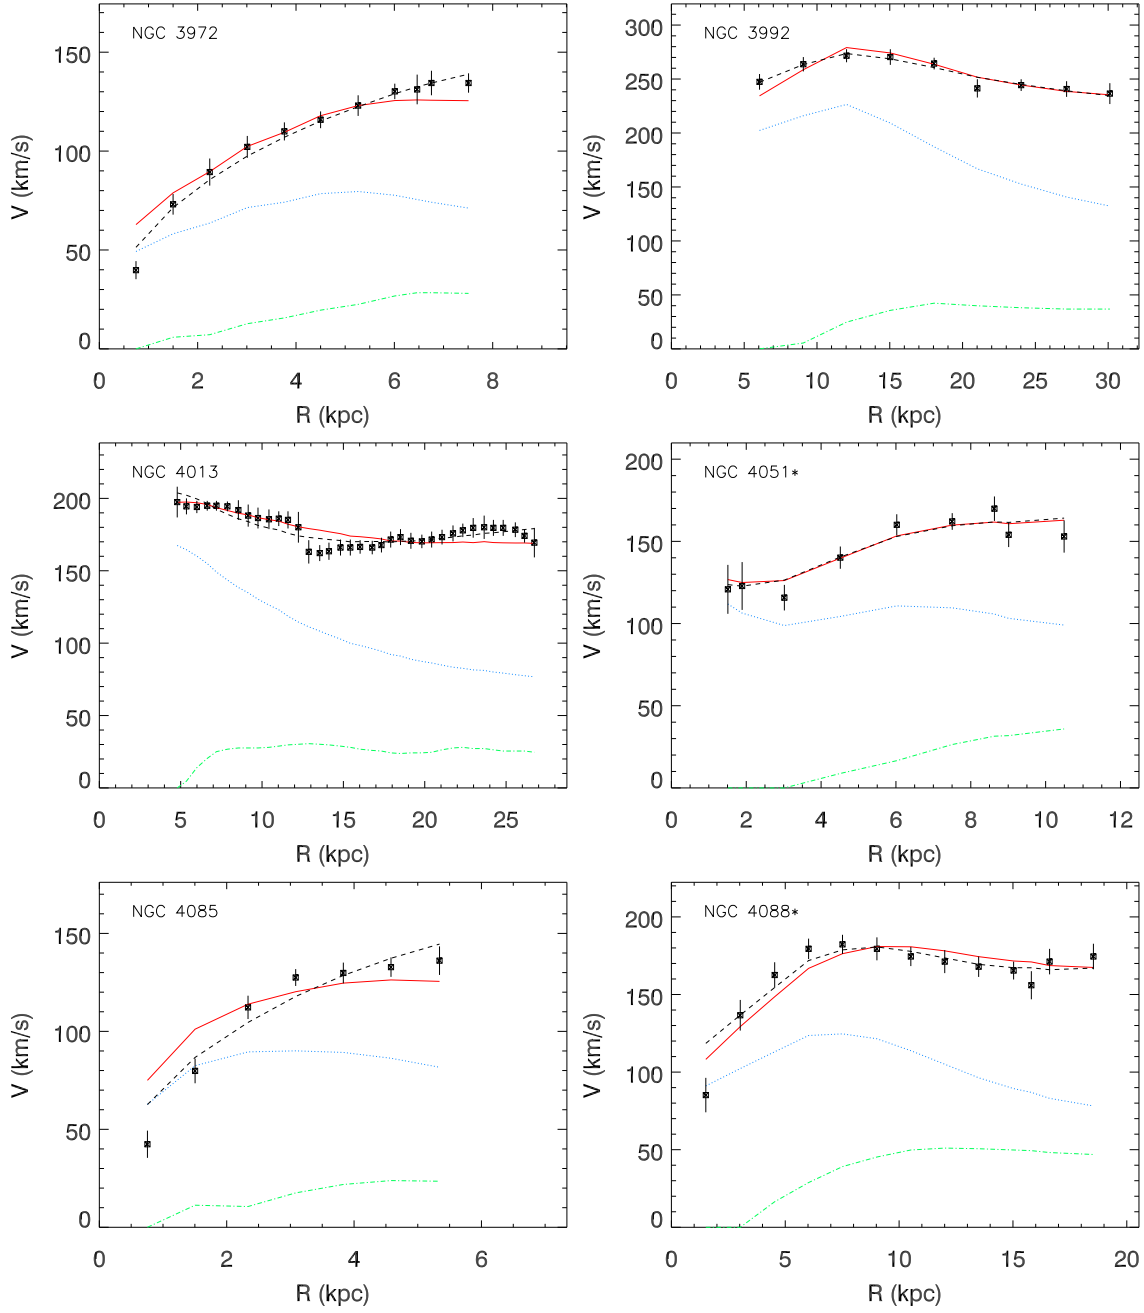 NGC 3972
150
100
50
0
V (km/s)
0 2 4 6 8
R (kpc)
NGC 3992
300
250
200
150
100
50
0
V (km/s)
0 5 10 15 20 25 30
R (kpc)
NGC 4013
200
150
100
50
0
V (km/s)
0 5 10 15 20 25
R (kpc)
NGC 4051*
200
150
100
50
0
V (km/s)
0 2 4 6 8 10 12
R (kpc)
NGC 4085
150
100
50
0
V (km/s)
0 2 4 6
R (kpc)
NGC 4088*
200
150
100
50
0
V (km/s)
0 5 10 15 20
R (kpc)